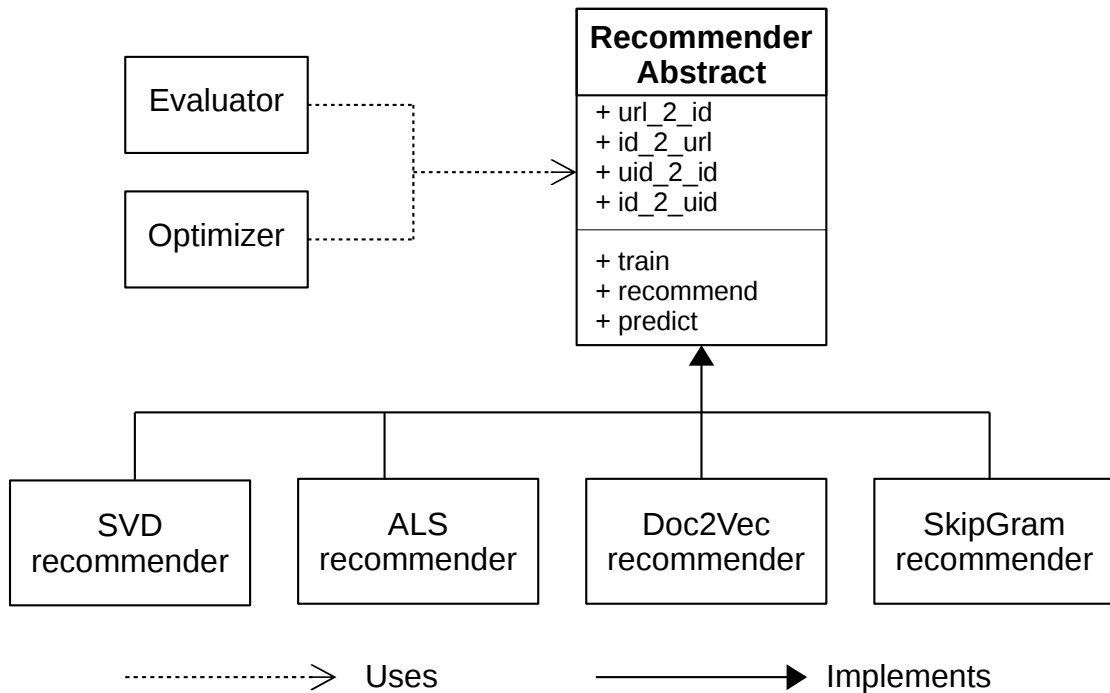 Recommender
Abstract
+ url_2_id
+ id_2_url
+ uid_2_id
+ id_2_uid
+ train
+ recommend
+ predict
Evaluator
Optimizer
SVD
recommender
ALS
recommender
Doc2Vec
recommender
SkipGram
recommender
Uses
Implements